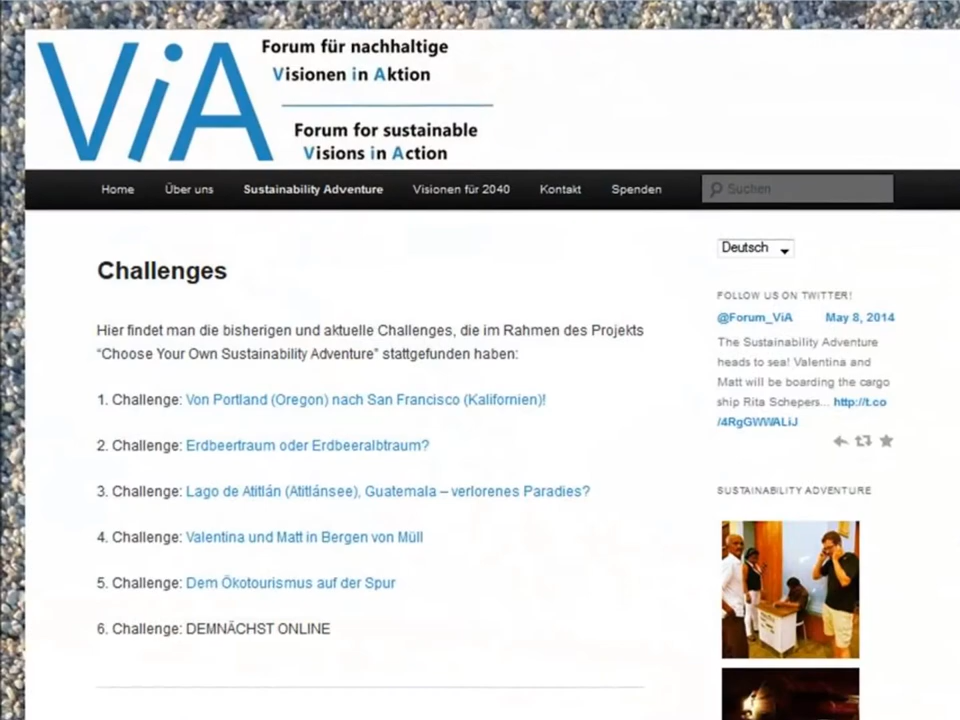 ViA
Forum für nachhaltige
Visionen in Aktion
Forum for sustainable
Visions in Action
Home Über uns Sustainability Adventure Visionen für 2040 Kontakt Spenden Suchen
Deutsch
Challenges
Hier findet man die bisherigen und aktuelle Challenges, die im Rahmen des Projekts
“Choose Your Own Sustainability Adventure” stattgefunden haben:
1. Challenge: Von Portland (Oregon) nach San Francisco (Kalifornien)!
2. Challenge: Erdbeertraum oder Erdbeeralbtraum?
3. Challenge: Lago de Atitlán (Atitlánsee), Guatemala – verlorenes Paradies?
4. Challenge: Valentina und Matt in Bergen von Müll
5. Challenge: Dem Ökotourismus auf der Spur
6. Challenge: DEMNÄCHST ONLINE
FOLLOW US ON TWITTER!
@Forum_ViA May 8, 2014
The Sustainability Adventure
heads to sea! Valentina and
Matt will be boarding the cargo
ship Rita Schepers... http://t.co
/4RgGWWALiJ
SUSTAINABILITY ADVENTURE